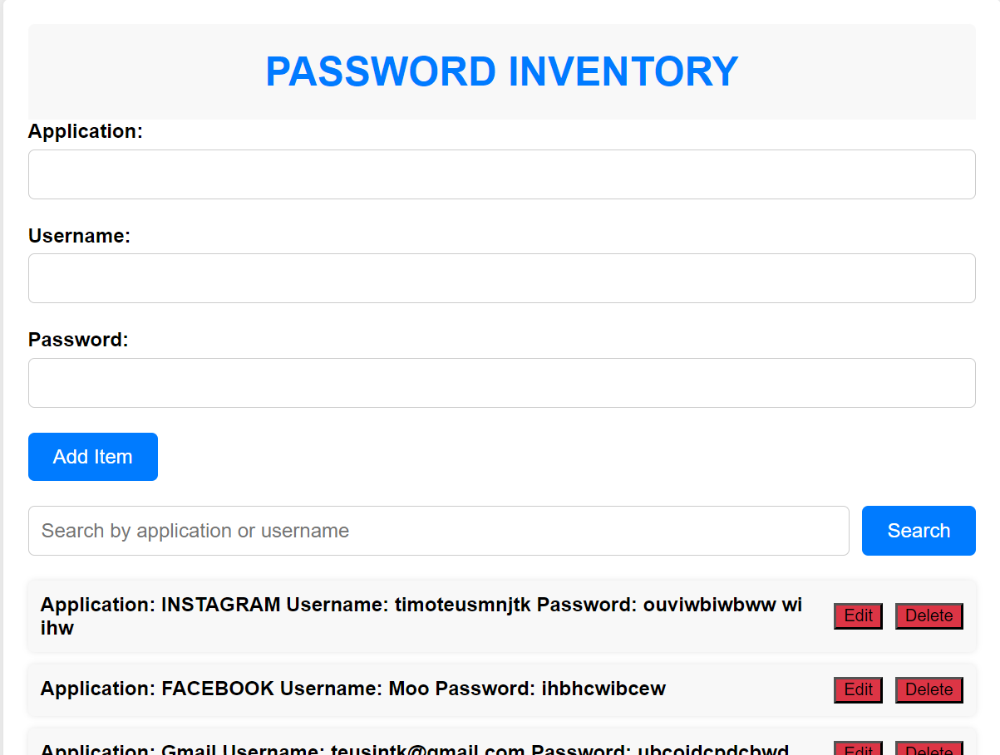 PASSWORD INVENTORY
Application:
Username:
Password:
Add Item
Search by application or username
Search
Application: INSTAGRAM Username: timoteusmnjtk Password: ouviwbiwbww wi
ihw
Edit
Delete
Application: FACEBOOK Username: Moo Password: ihbhcwibcew
Edit
Delete
Application: Gmail Username: teusintk@gmail.com Password: ubcoidcpdcbwd
Edit
Delete